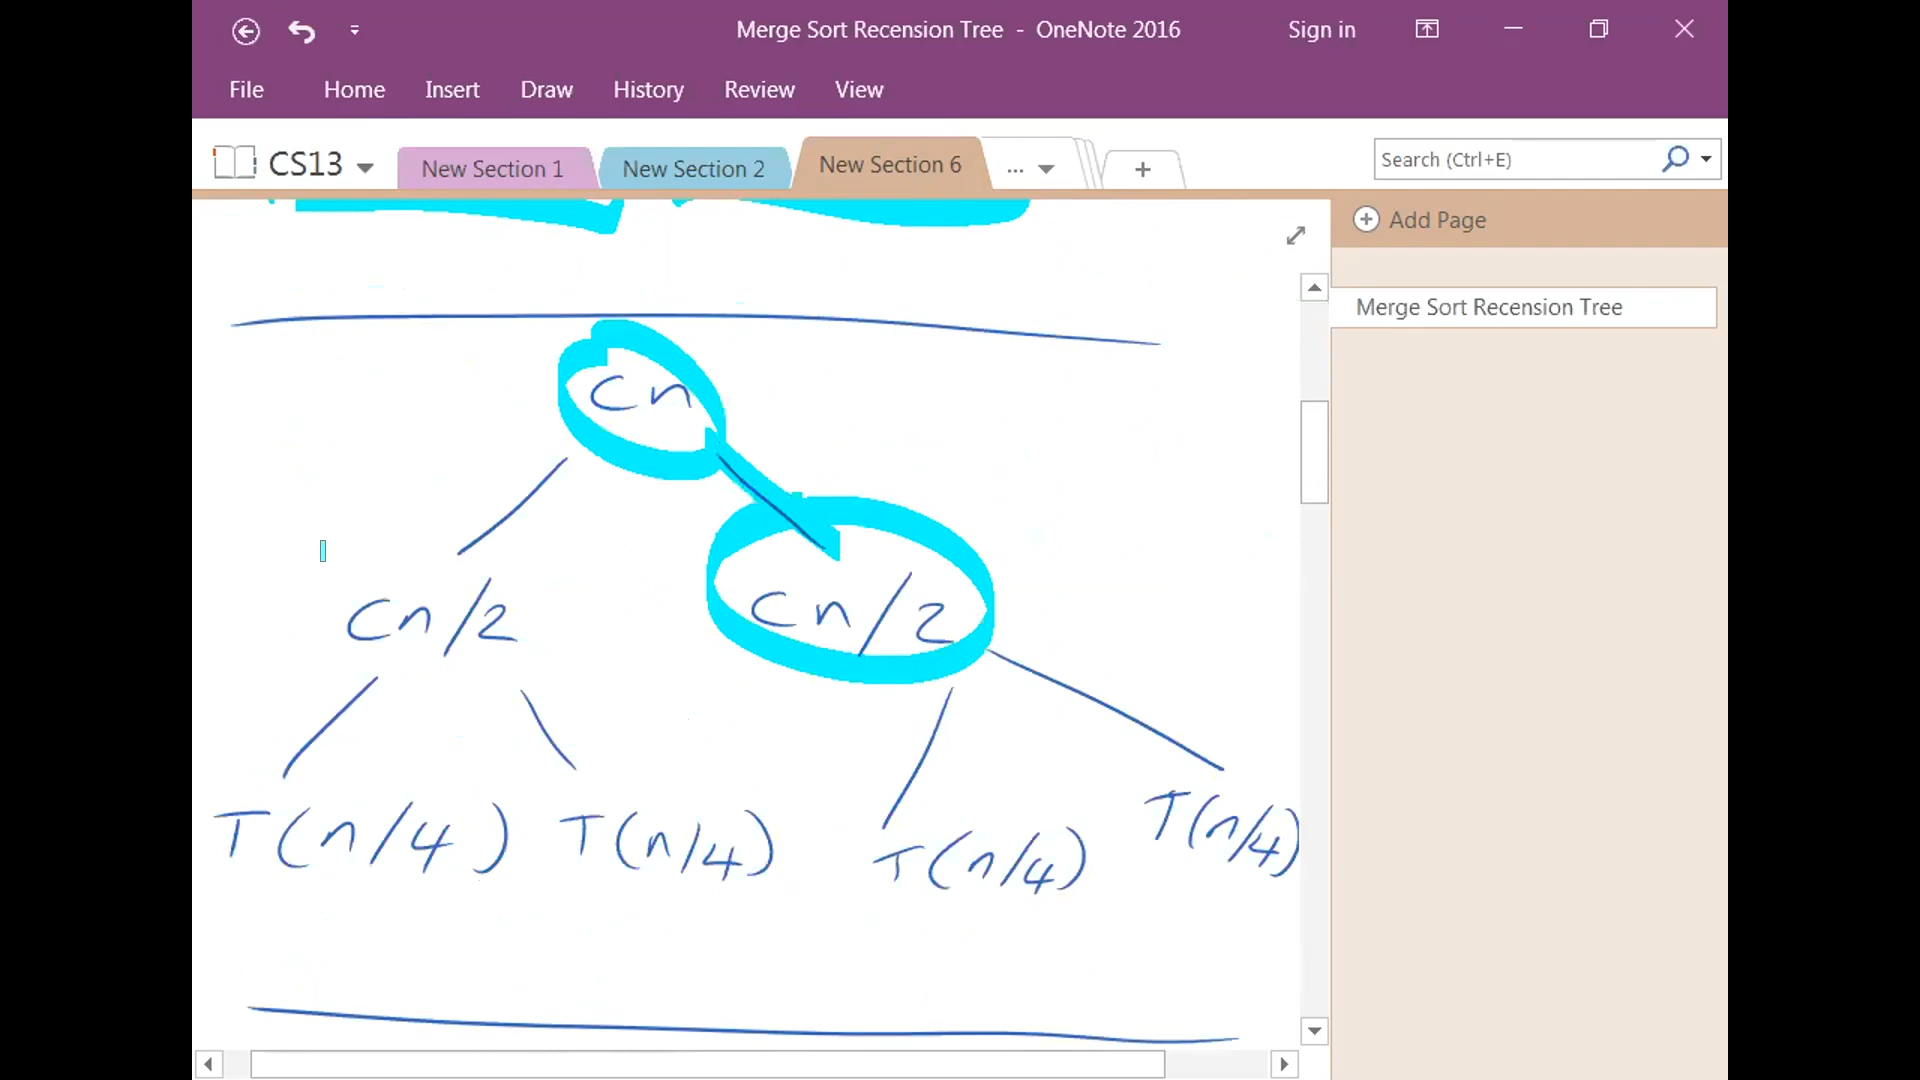 Merge Sort Recension Tree - OneNote 2016
Sign in
File Home Insert Draw History Review View
CS13
New Section 1 New Section 2 New Section 6 ... +
Search (Ctrl+E)
Add Page
Merge Sort Recension Tree
cn
cn/2 cn/2
T(n/4) T(n/4) T(n/4) T(n/4)